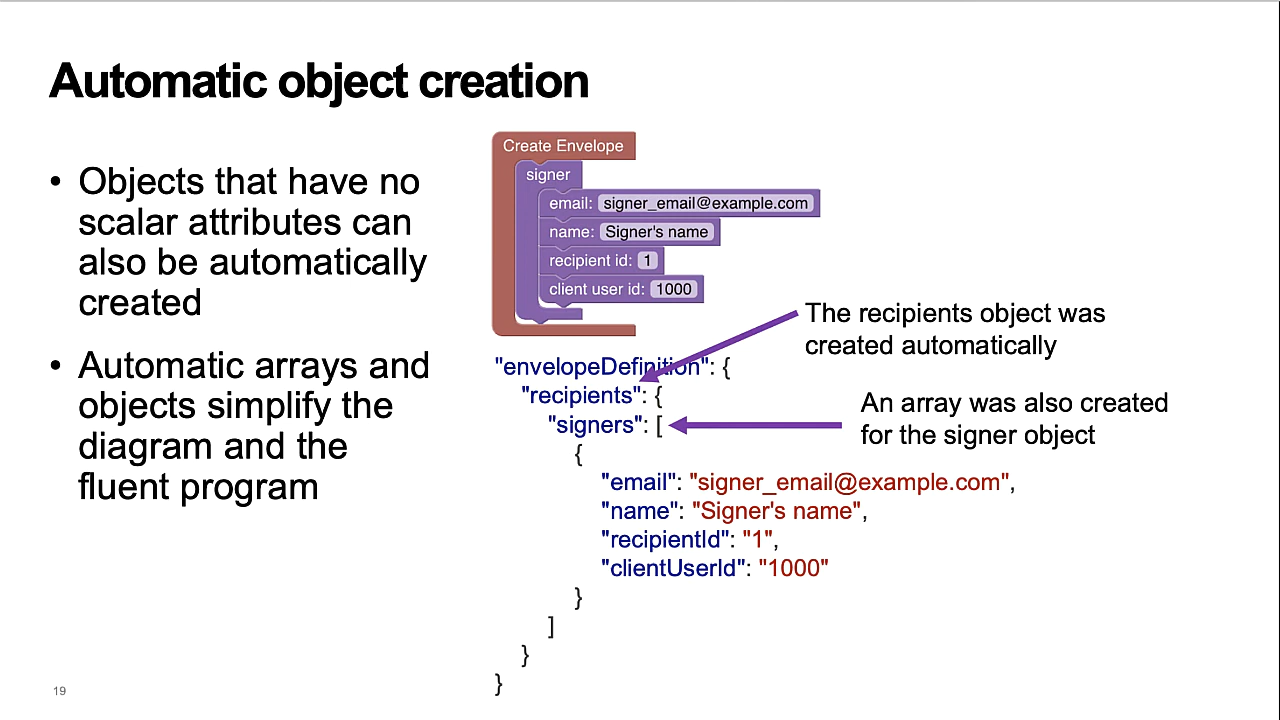 Automatic object creation
• Objects that have no
scalar attributes can
also be automatically
created
• Automatic arrays and
objects simplify the
diagram and the
fluent program
Create Envelope
signer
email: signer_email@example.com
name: Signer's name
recipient id: 1
client user id: 1000
The recipients object was
created automatically
"envelopeDefinition": {
"recipients": {
An array was also created
for the signer object
"signers": [
{
"email": "signer_email@example.com",
"name": "Signer's name",
"recipientId": "1",
"clientUserId": "1000"
}
]
}
}
19